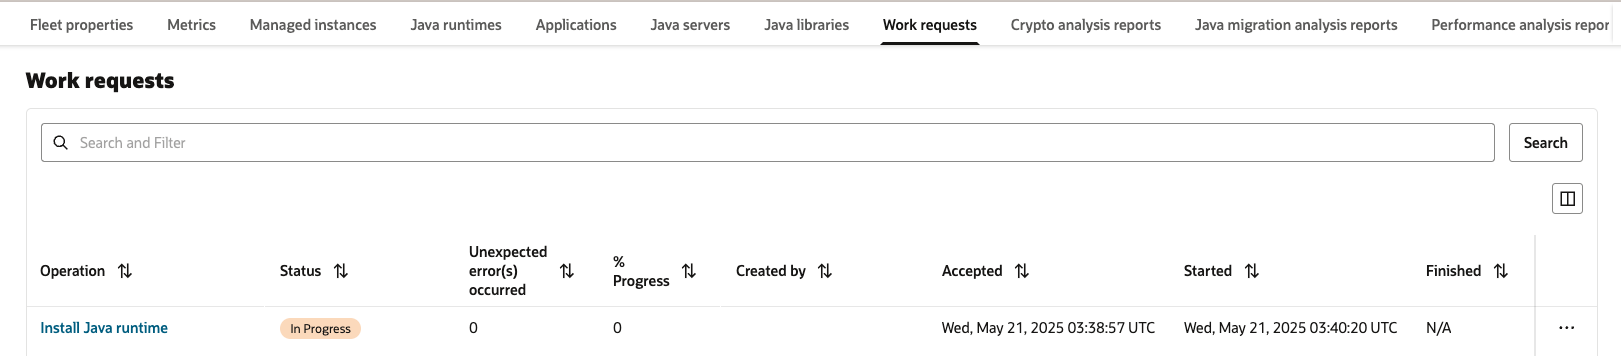 Fleet properties Metrics Managed instances Java runtimes Applications Java servers Java libraries Work requests Crypto analysis reports Java migration analysis reports Performance analysis repor
Work requests
Search and Filter Search
Operation Status Unexpected error(s) occurred % Progress Created by Accepted Started Finished
Install Java runtime In Progress 0 0 Wed, May 21, 2025 03:38:57 UTC Wed, May 21, 2025 03:40:20 UTC N/A ...